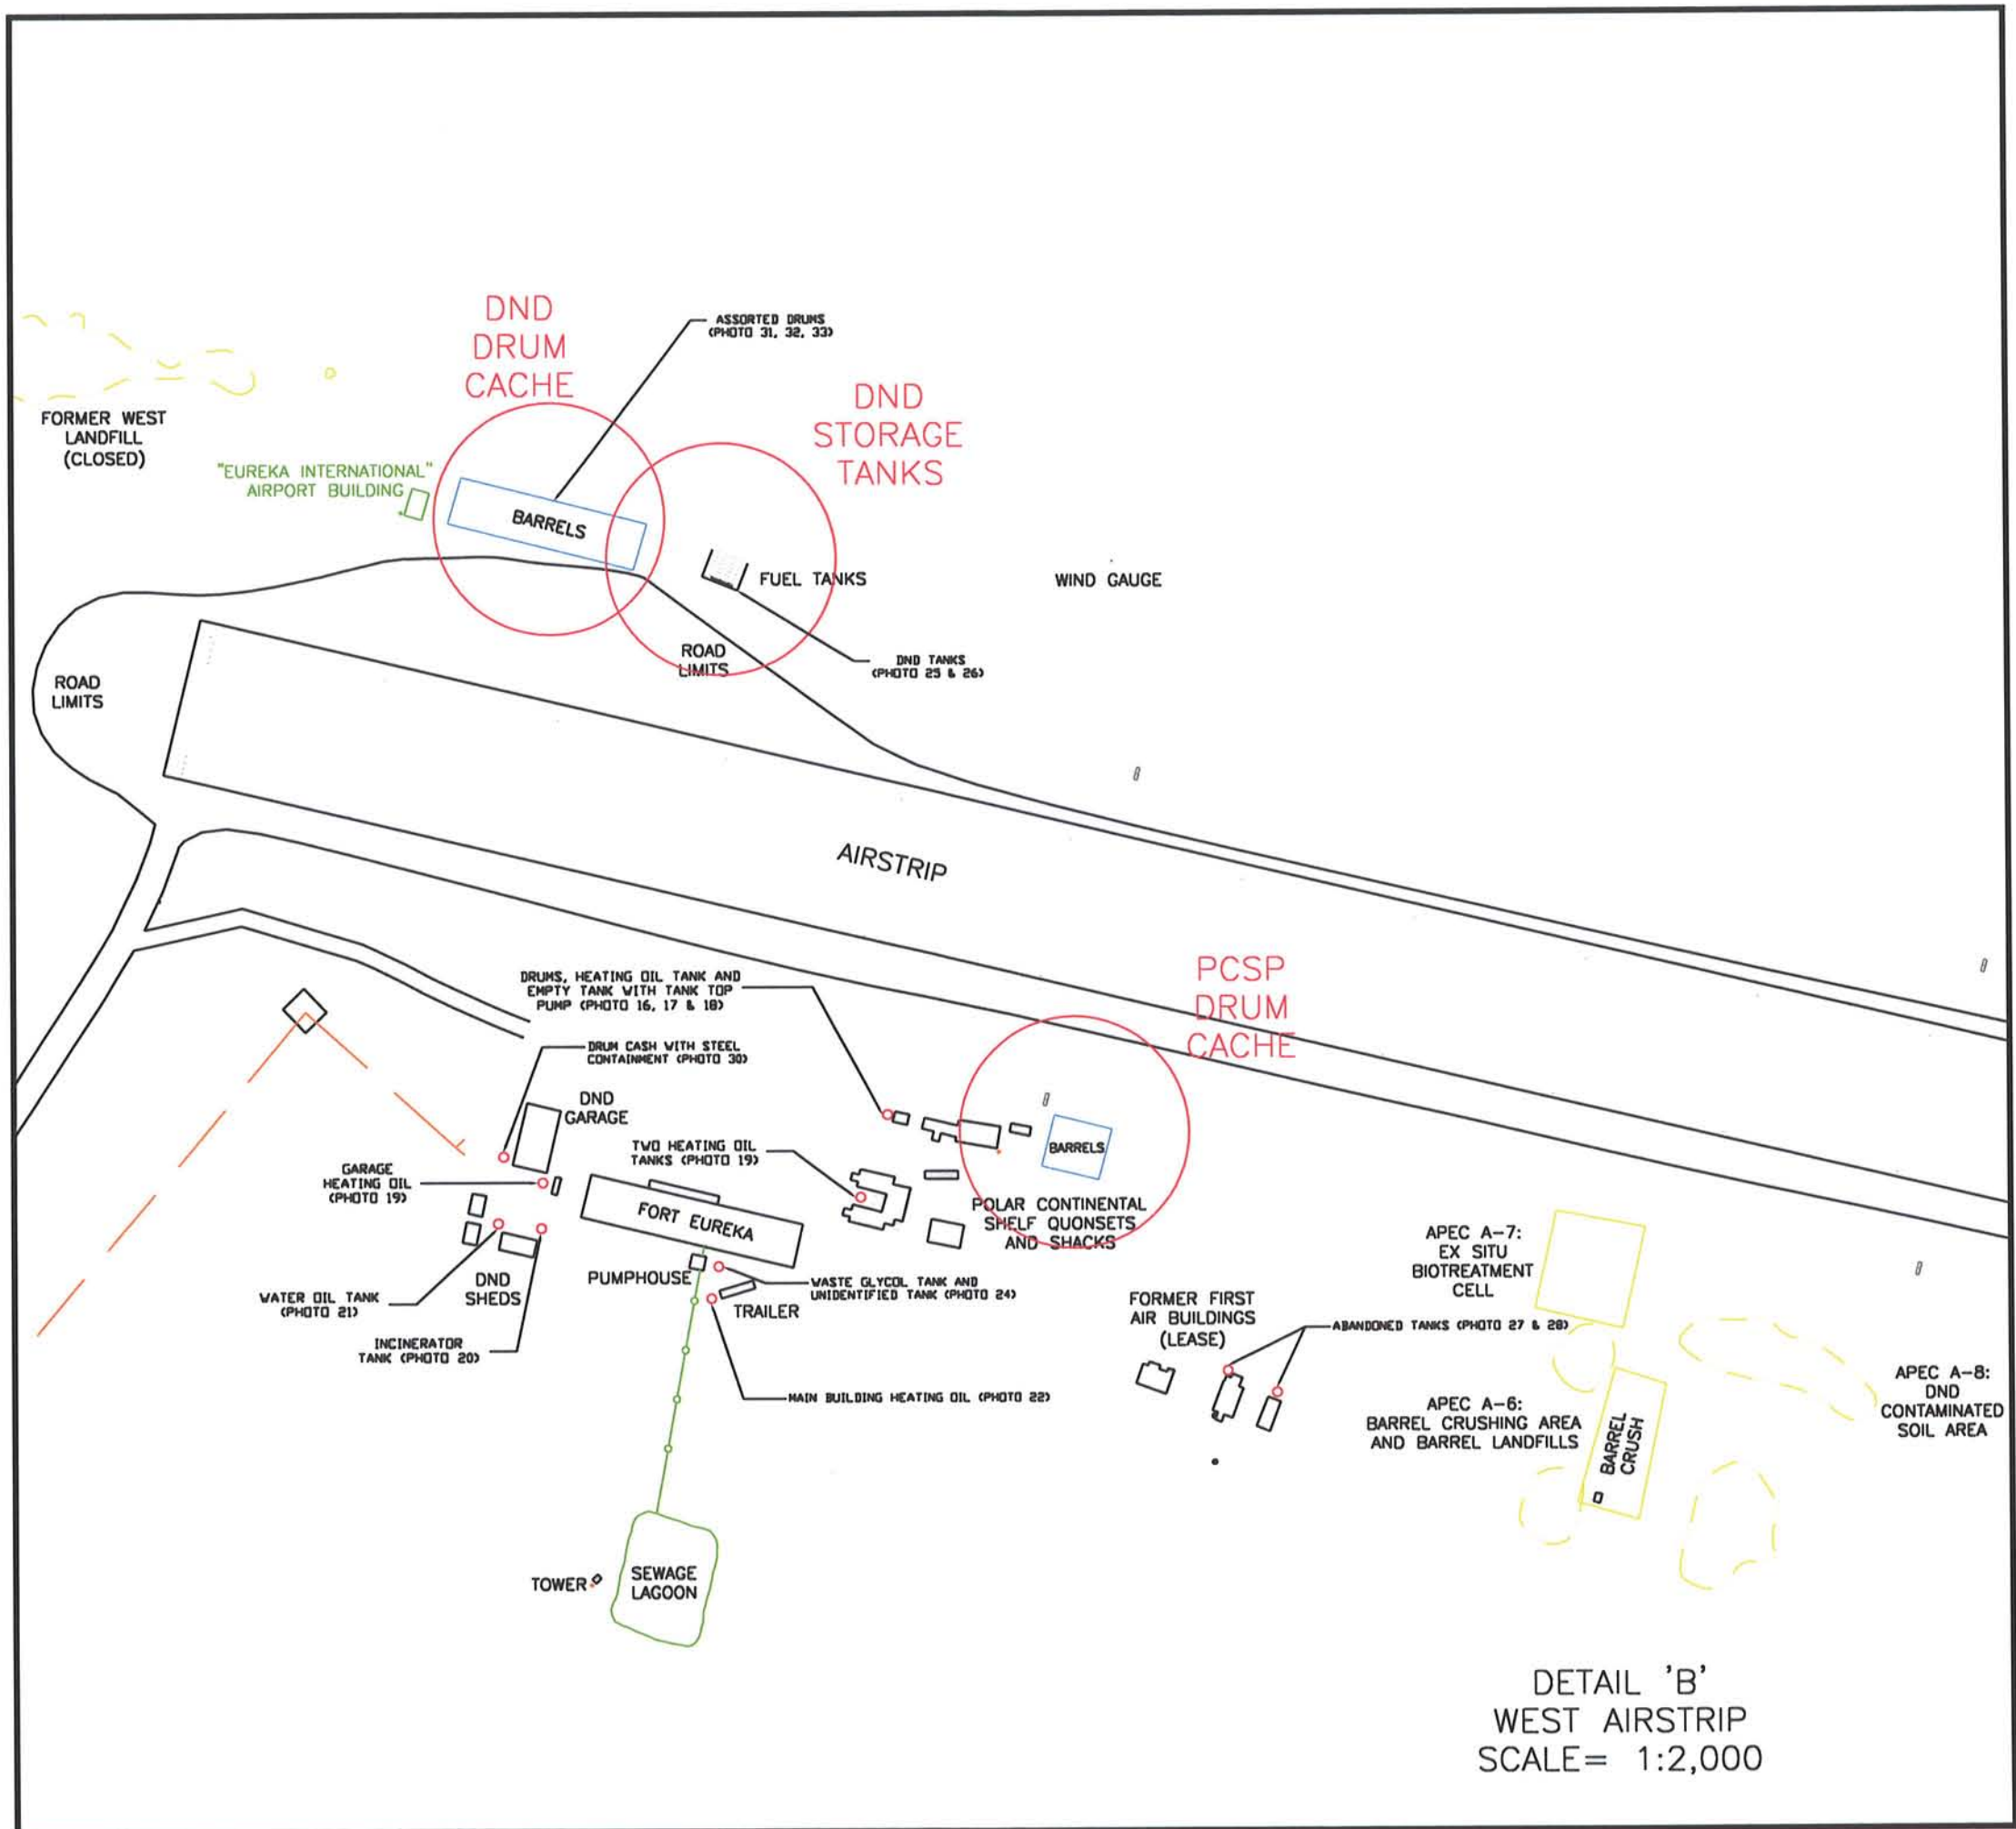 DND
DRUM
CACHE
ASSORTED DRUMS
(PHOTO 31, 32, 33)
DND
STORAGE
TANKS
FORMER WEST
LANDFILL
(CLOSED)
"EUREKA INTERNATIONAL"
AIRPORT BUILDING
BARRELS
FUEL TANKS
WIND GAUGE
ROAD
LIMITS
DND TANKS
(PHOTO 25 & 26)
ROAD
LIMITS
AIRSTRIP
PCSP
DRUM
CACHE
DRUMS, HEATING OIL TANK AND
EMPTY TANK WITH TANK TOP
PUMP (PHOTO 16, 17 & 18)
DRUM CASH WITH STEEL
CONTAINMENT (PHOTO 30)
DND
GARAGE
TWO HEATING OIL
TANKS (PHOTO 19)
BARRELS
GARAGE
HEATING OIL
(PHOTO 19)
FORT EUREKA
POLAR CONTINENTAL
SHELF QUONSETS
AND SHACKS
PUMPHOUSE
WASTE GLYCOL TANK AND
UNIDENTIFIED TANK (PHOTO 24)
DND
SHEDS
TRAILER
WATER OIL TANK
(PHOTO 21)
INCINERATOR
TANK (PHOTO 20)
MAIN BUILDING HEATING OIL (PHOTO 22)
FORMER FIRST
AIR BUILDINGS
(LEASE)
ABANDONED TANKS (PHOTO 27 & 28)
APEC A-7:
EX SITU
BIOTREATMENT
CELL
APEC A-6:
BARREL CRUSHING AREA
AND BARREL LANDFILLS
BARREL
CRUSH
APEC A-8:
DND
CONTAMINATED
SOIL AREA
TOWER
SEWAGE
LAGOON
DETAIL 'B'
WEST AIRSTRIP
SCALE= 1:2,000